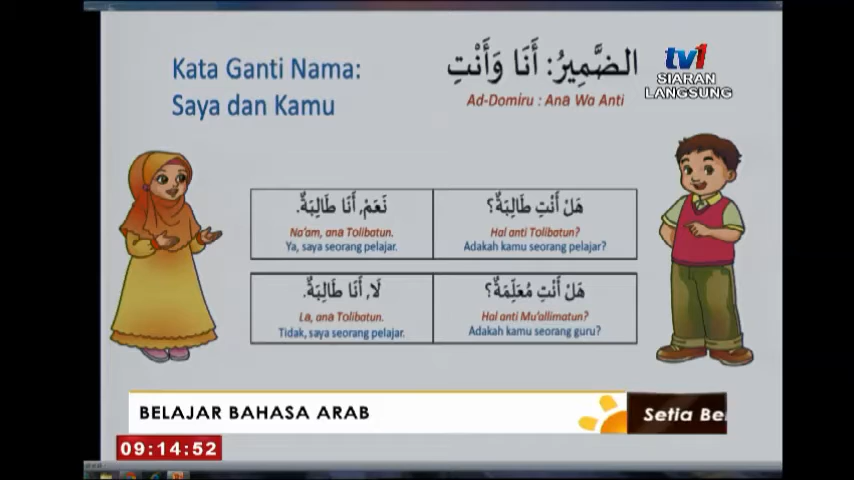 Kata Ganti Nama:
Saya dan Kamu
الضَّمِيرُ: أَنَا وَأَنْتِ
Ad-Domiru : Ana Wa Anti
tv1
SIARAN
LANGSUNG
هَلْ أَنْتِ طَالِبَةٌ؟
Hal anti Tolibatun?
Adakah kamu seorang pelajar?
نَعَمْ, أَنَا طَالِبَةٌ.
Na'am, ana Tolibatun.
Ya, saya seorang pelajar.
هَلْ أَنْتِ مُعَلِّمَةٌ؟
Hal anti Mu'allimatun?
Adakah kamu seorang guru?
لَا, أَنَا طَالِبَةٌ.
La, ana Tolibatun.
Tidak, saya seorang pelajar.
BELAJAR BAHASA ARAB
Setia Be
09:14:52